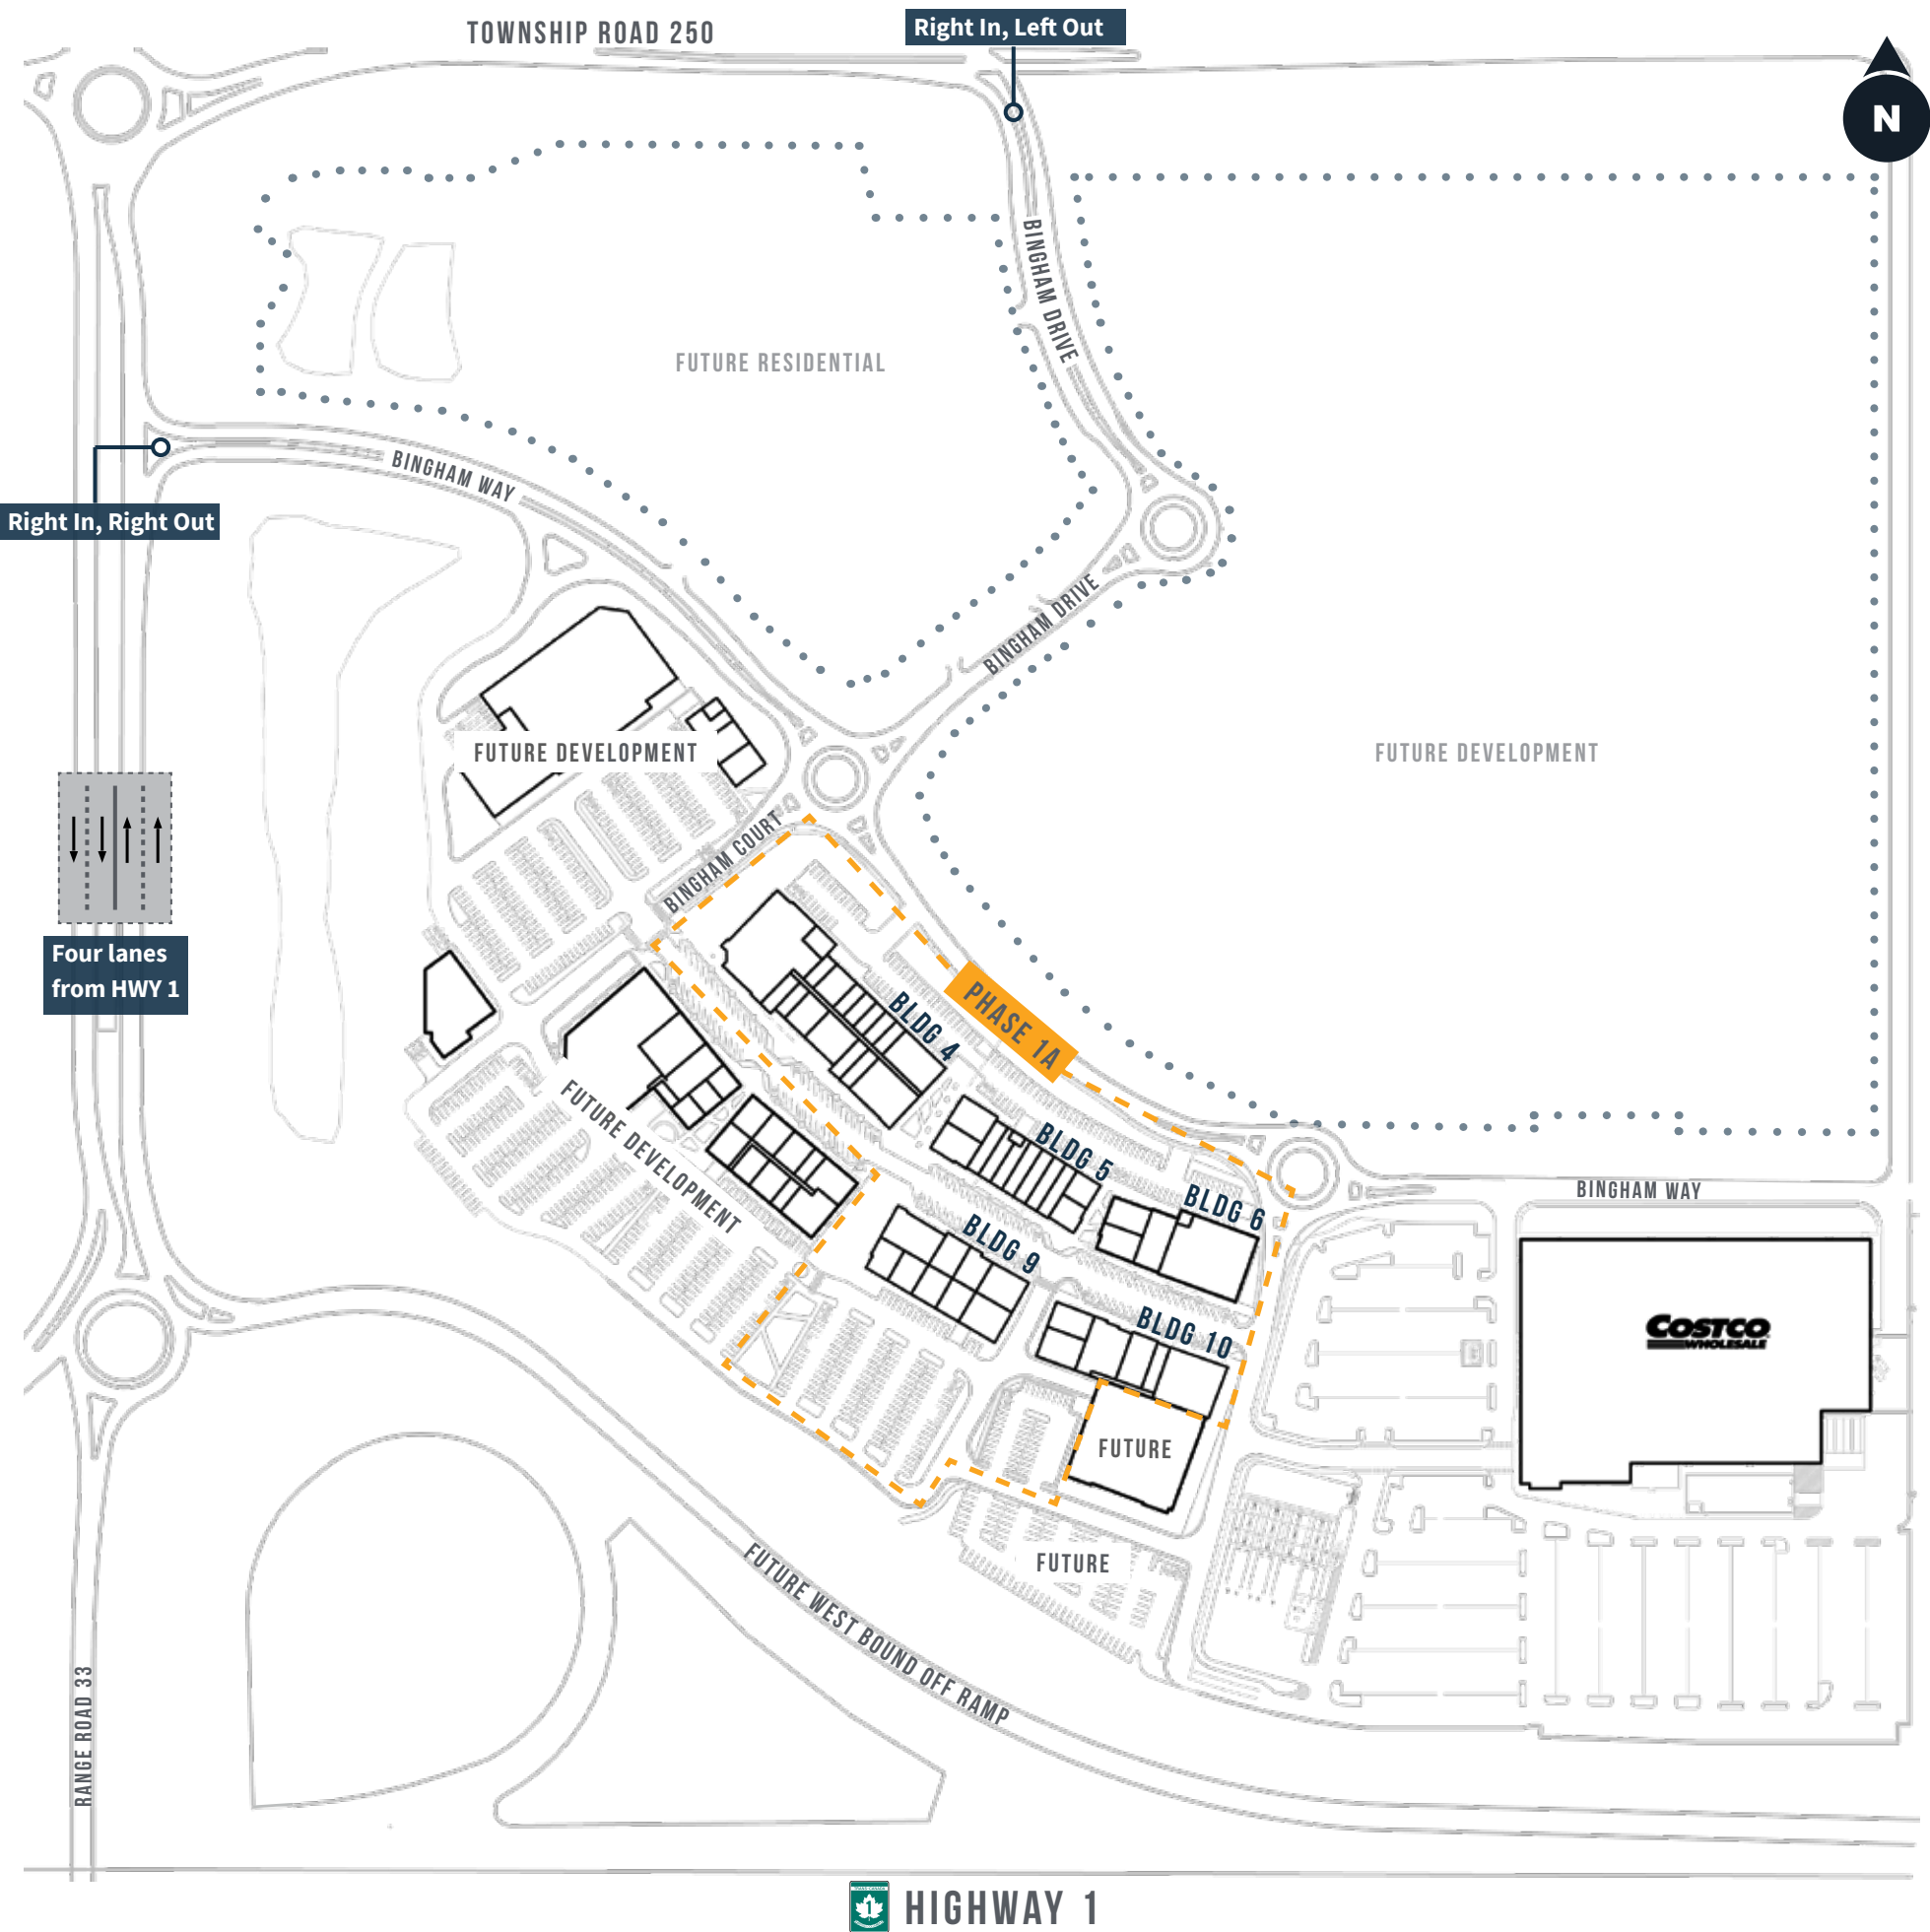 TOWNSHIP ROAD 250
Right In, Left Out
N
BINGHAM DRIVE
FUTURE RESIDENTIAL
BINGHAM WAY
Right In, Right Out
BINGHAM DRIVE
FUTURE DEVELOPMENT
FUTURE DEVELOPMENT
BINGHAM COURT
Four lanes
from HWY 1
PHASE 1A
BLDG 4
FUTURE DEVELOPMENT
BLDG 5
BLDG 6
BINGHAM WAY
BLDG 9
BLDG 10
COSTCO
WHOLESALE
FUTURE
FUTURE
FUTURE WEST BOUND OFF RAMP
RANGE ROAD 33
1
HIGHWAY 1